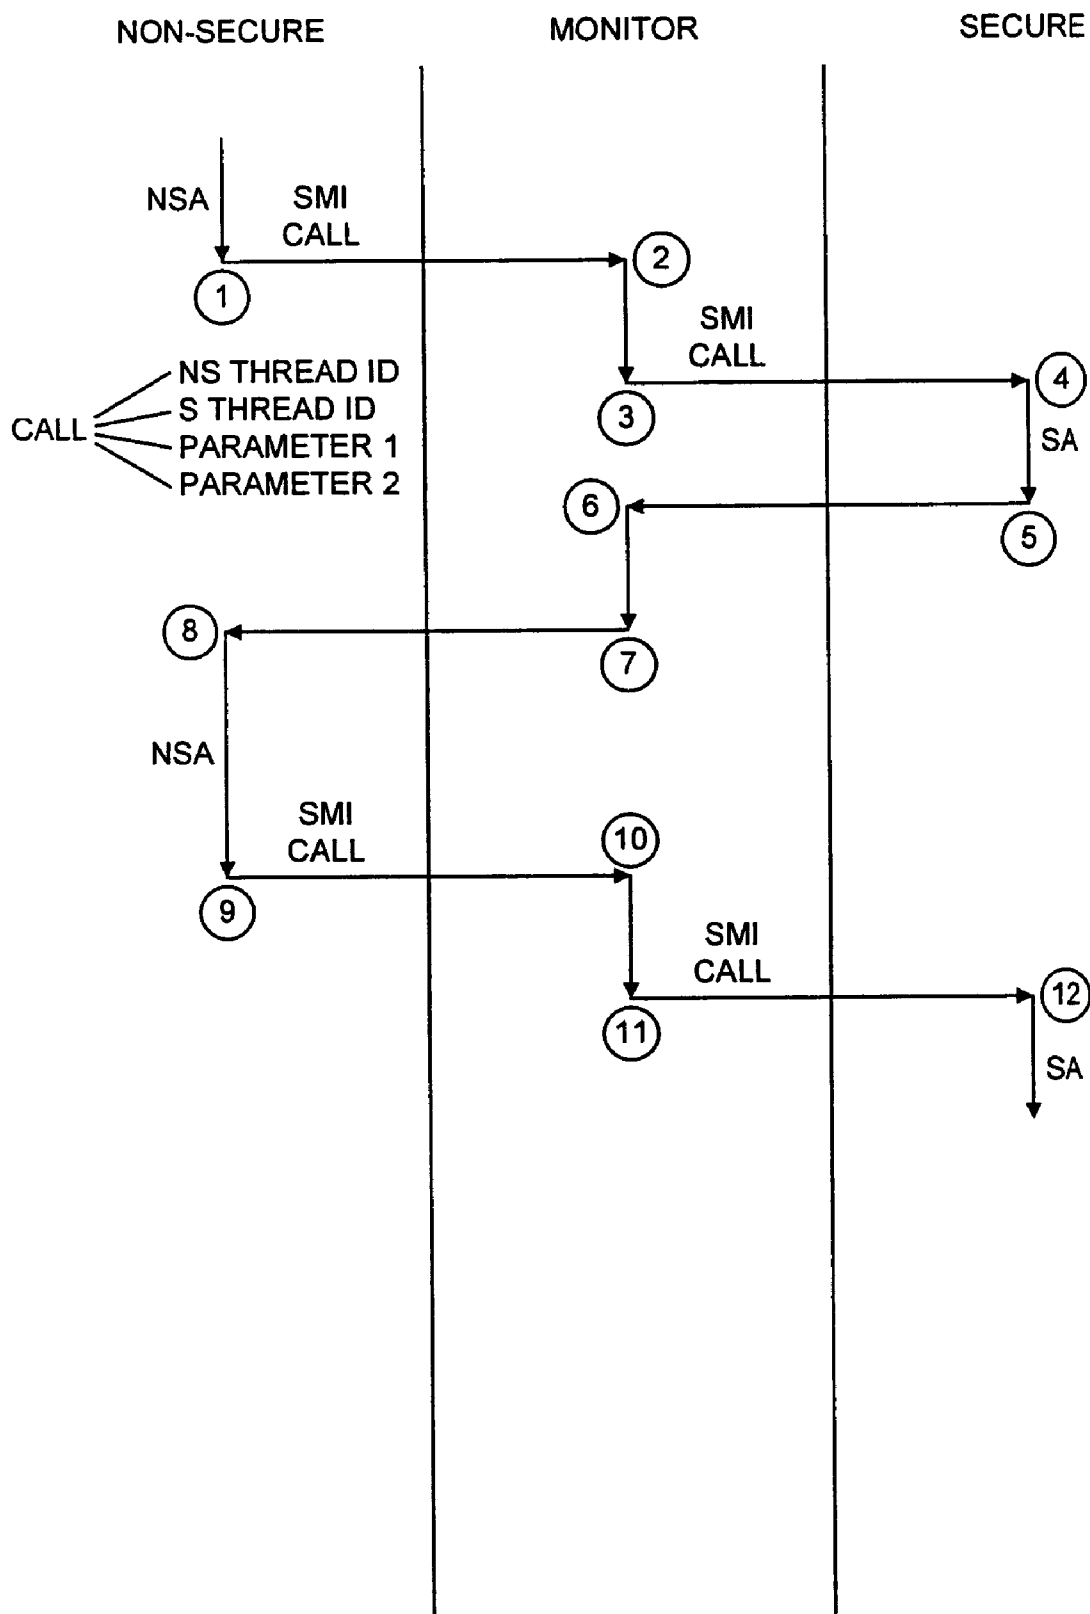 NON-SECURE
MONITOR
SECURE
NSA
SMI
CALL
2
1
SMI
CALL
4
3
NS THREAD ID
S THREAD ID
CALL
PARAMETER 1
PARAMETER 2
SA
6
5
8
7
NSA
SMI
CALL
10
9
SMI
CALL
12
11
SA